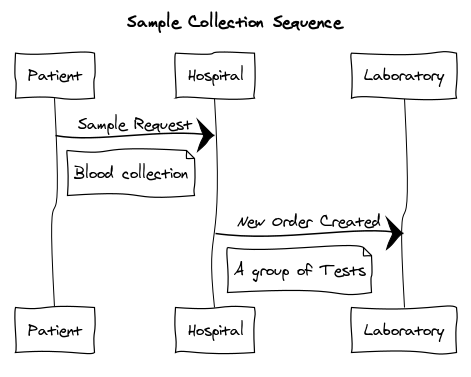 Sample Collection Sequence
Patient Hospital Laboratory
Sample Request
Blood collection
New Order Created
A group of Tests
Patient Hospital Laboratory